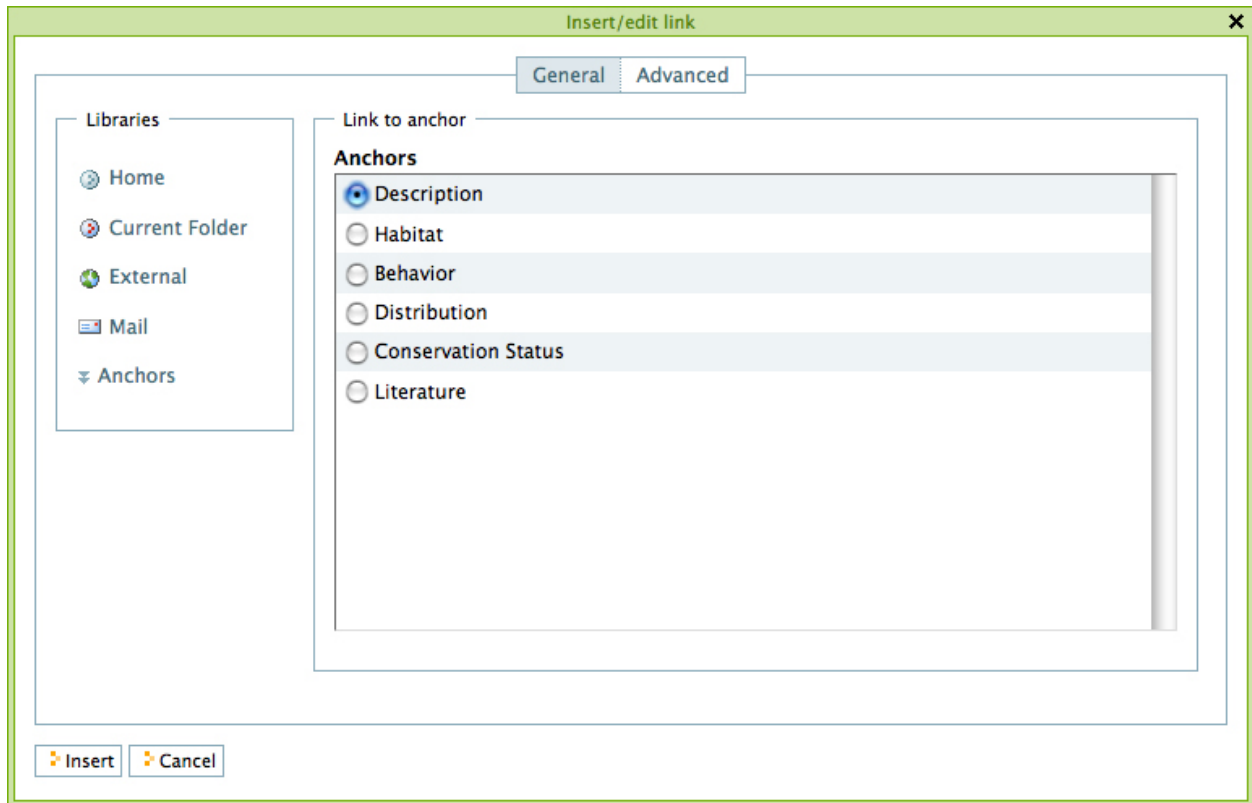 Insert/edit link
General Advanced
Libraries
Home
Current Folder
External
Mail
Anchors
Link to anchor
Anchors
Description
Habitat
Behavior
Distribution
Conservation Status
Literature
Insert Cancel